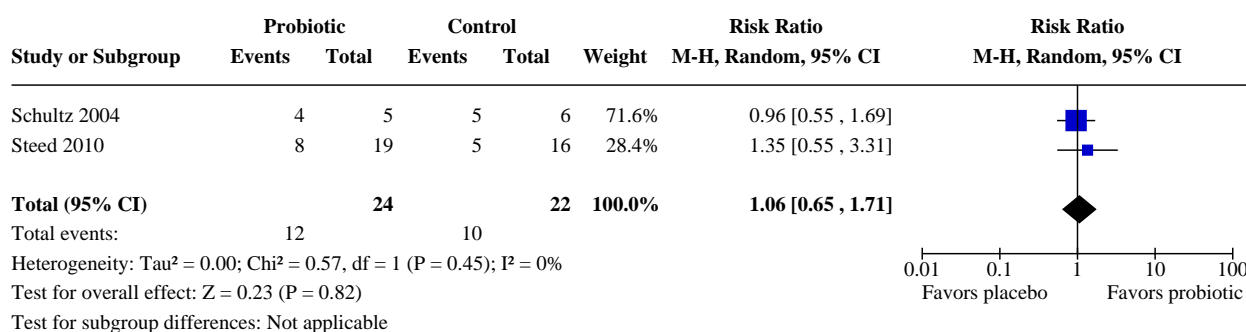 Probiotic Control Risk Ratio Risk Ratio
Study or Subgroup Events Total Events Total Weight M-H, Random, 95% CI M-H, Random, 95% CI
Schultz 2004 4 5 5 6 71.6% 0.96 [0.55 , 1.69]
Steed 2010 8 19 5 16 28.4% 1.35 [0.55 , 3.31]
Total (95% CI) 24 22 100.0% 1.06 [0.65 , 1.71]
Total events: 12 10
Heterogeneity: Tau² = 0.00; Chi² = 0.57, df = 1 (P = 0.45); I² = 0%
0.01 0.1 1 10 100
Test for overall effect: Z = 0.23 (P = 0.82)
Favors placebo Favors probiotic
Test for subgroup differences: Not applicable